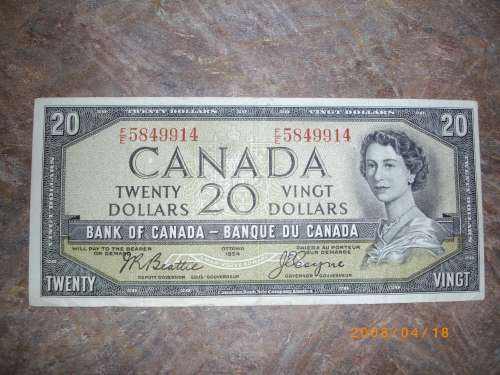 TWENTY DOLLARS VINGT DOLLARS
20 20
E/E 5849914 E/E 5849914
CANADA
TWENTY 20 VINGT
DOLLARS DOLLARS
BANK OF CANADA – BANQUE DU CANADA
WILL PAY TO THE BEARER OTTAWA PAIERA AU PORTEUR
ON DEMAND 1954 SUR DEMANDE
J.R. Beattie J.E. Coyne
DEPUTY GOVERNOR SOUS-GOUVERNEUR GOVERNOR GOUVERNEUR
TWENTY VINGT
2008/04/18